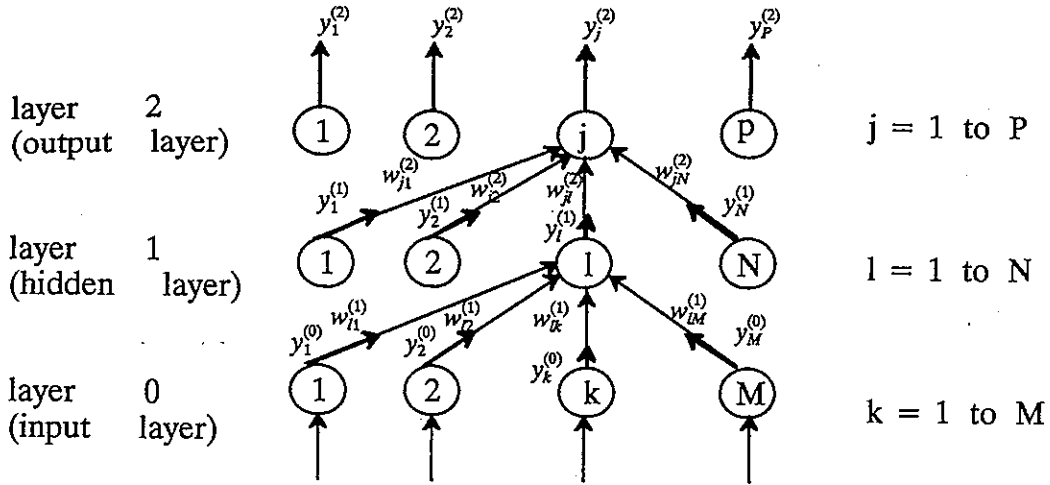 y_1^{(2)} y_2^{(2)} y_j^{(2)} y_P^{(2)}
layer 2
(output layer)
1 2 j P
j = 1 to P
w_{j1}^{(2)} w_{j2}^{(2)} w_{jl}^{(2)} w_{jN}^{(2)}
y_1^{(1)} y_2^{(1)} y_l^{(1)} y_N^{(1)}
layer 1
(hidden layer)
1 2 l N
l = 1 to N
w_{l1}^{(1)} w_{l2}^{(1)} w_{lk}^{(1)} w_{lM}^{(1)}
y_1^{(0)} y_2^{(0)} y_k^{(0)} y_M^{(0)}
layer 0
(input layer)
1 2 k M
k = 1 to M